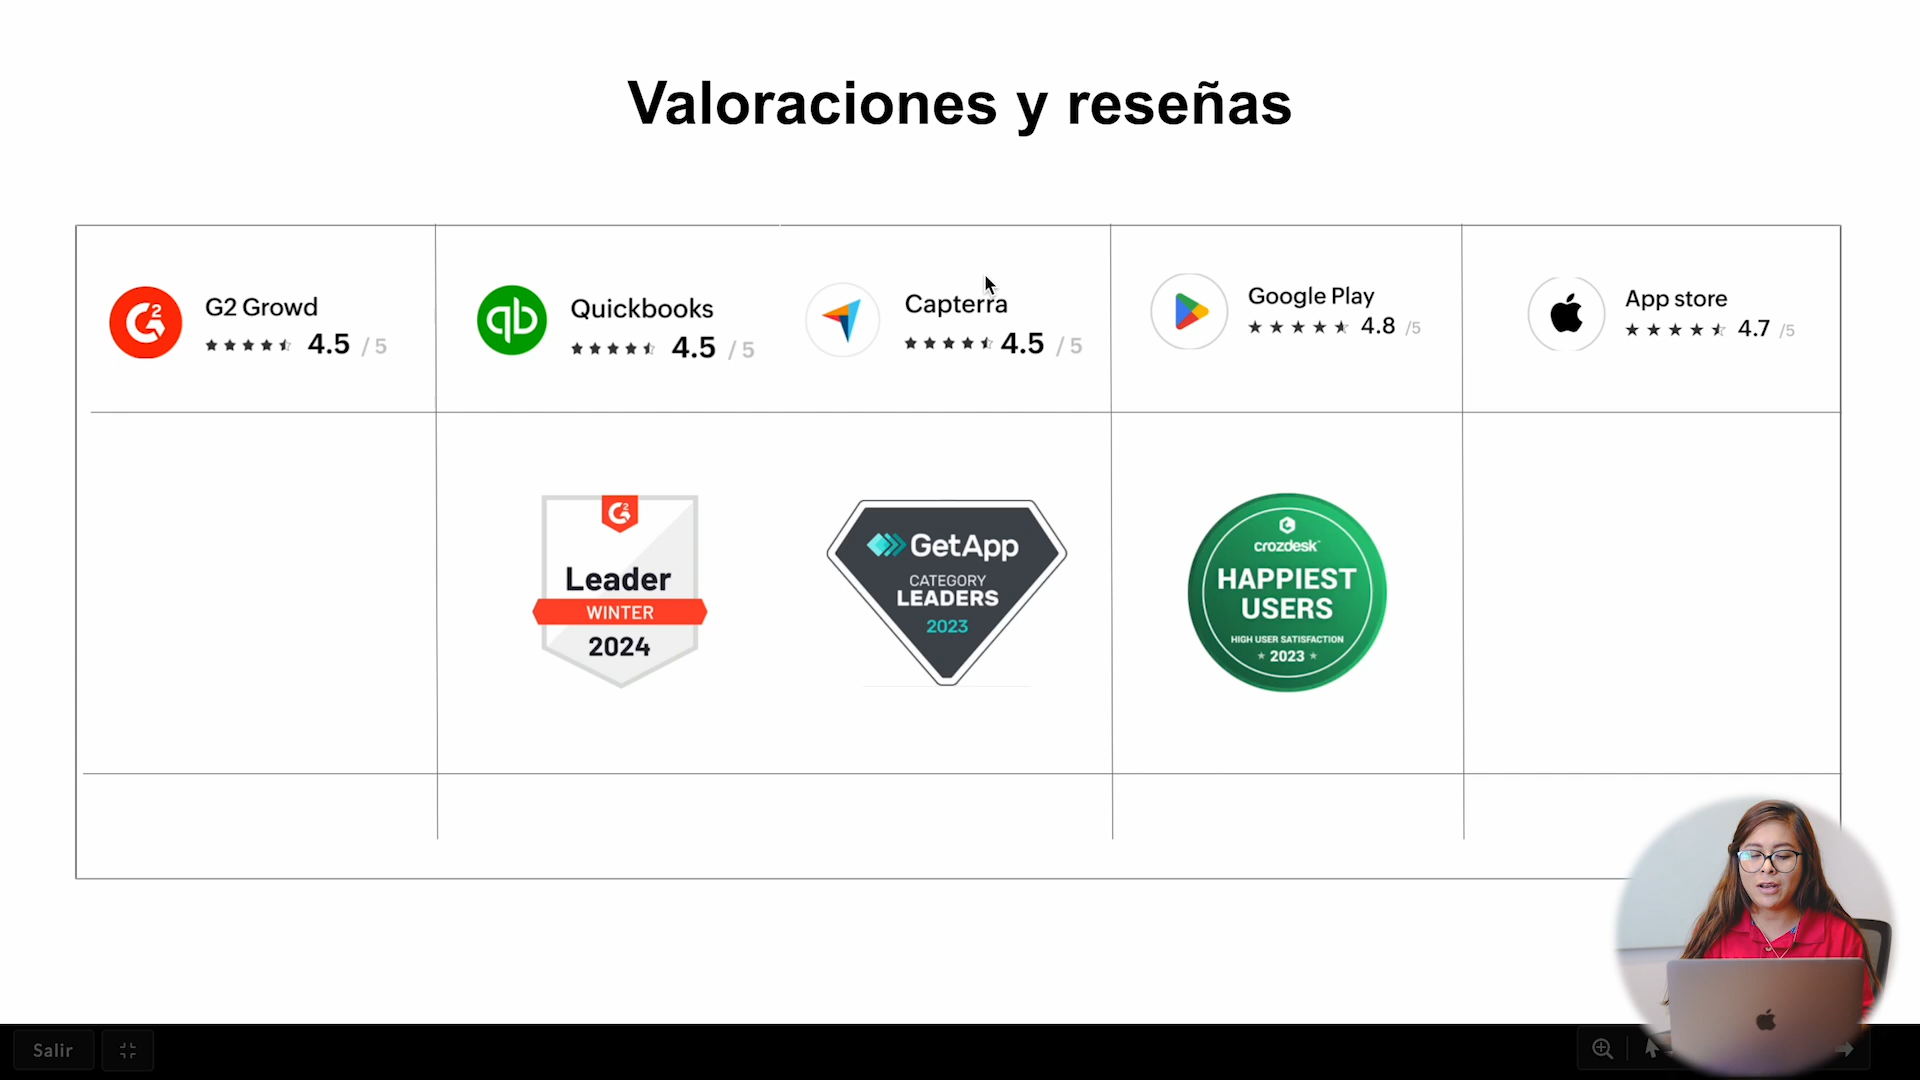 Valoraciones y reseñas
G2 Growd
4.5 / 5
Quickbooks
4.5 / 5
Capterra
4.5 / 5
Google Play
4.8 /5
App store
4.7 /5
G2
Leader
WINTER
2024
GetApp
CATEGORY
LEADERS
2023
crozdesk
HAPPIEST
USERS
HIGH USER SATISFACTION
2023
Salir